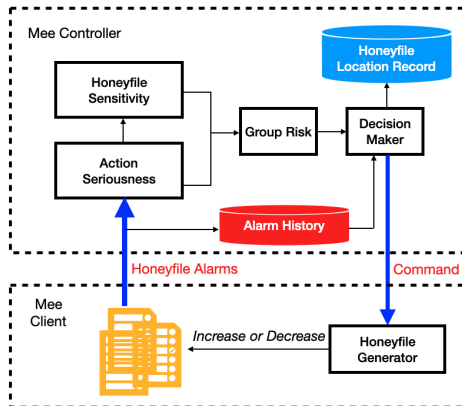 Mee Controller
Honeyfile
Location Record
Honeyfile
Sensitivity
Group Risk
Decision
Maker
Action
Seriousness
Alarm History
Honeyfile Alarms
Command
Mee
Client
Increase or Decrease
Honeyfile
Generator